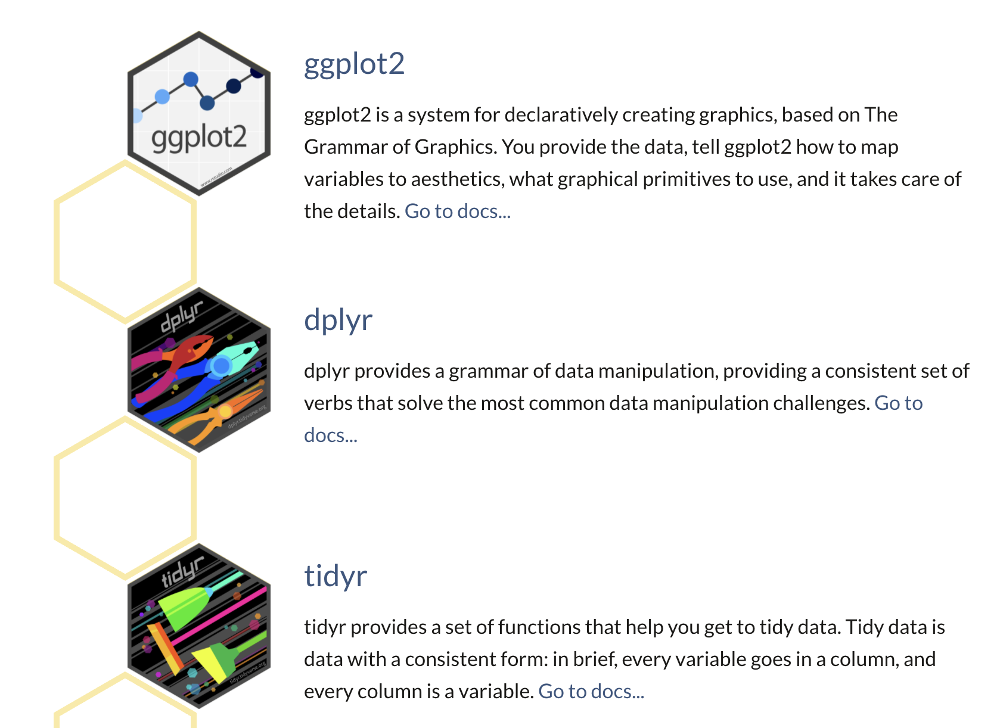 ggplot2
www.rstudio.com
ggplot2
ggplot2 is a system for declaratively creating graphics, based on The
Grammar of Graphics. You provide the data, tell ggplot2 how to map
variables to aesthetics, what graphical primitives to use, and it takes care of
the details. Go to docs...
dplyr
dplyr.tidyverse.org
dplyr
dplyr provides a grammar of data manipulation, providing a consistent set of
verbs that solve the most common data manipulation challenges. Go to
docs...
tidyr
tidyr.tidyverse.org
tidyr
tidyr provides a set of functions that help you get to tidy data. Tidy data is
data with a consistent form: in brief, every variable goes in a column, and
every column is a variable. Go to docs...